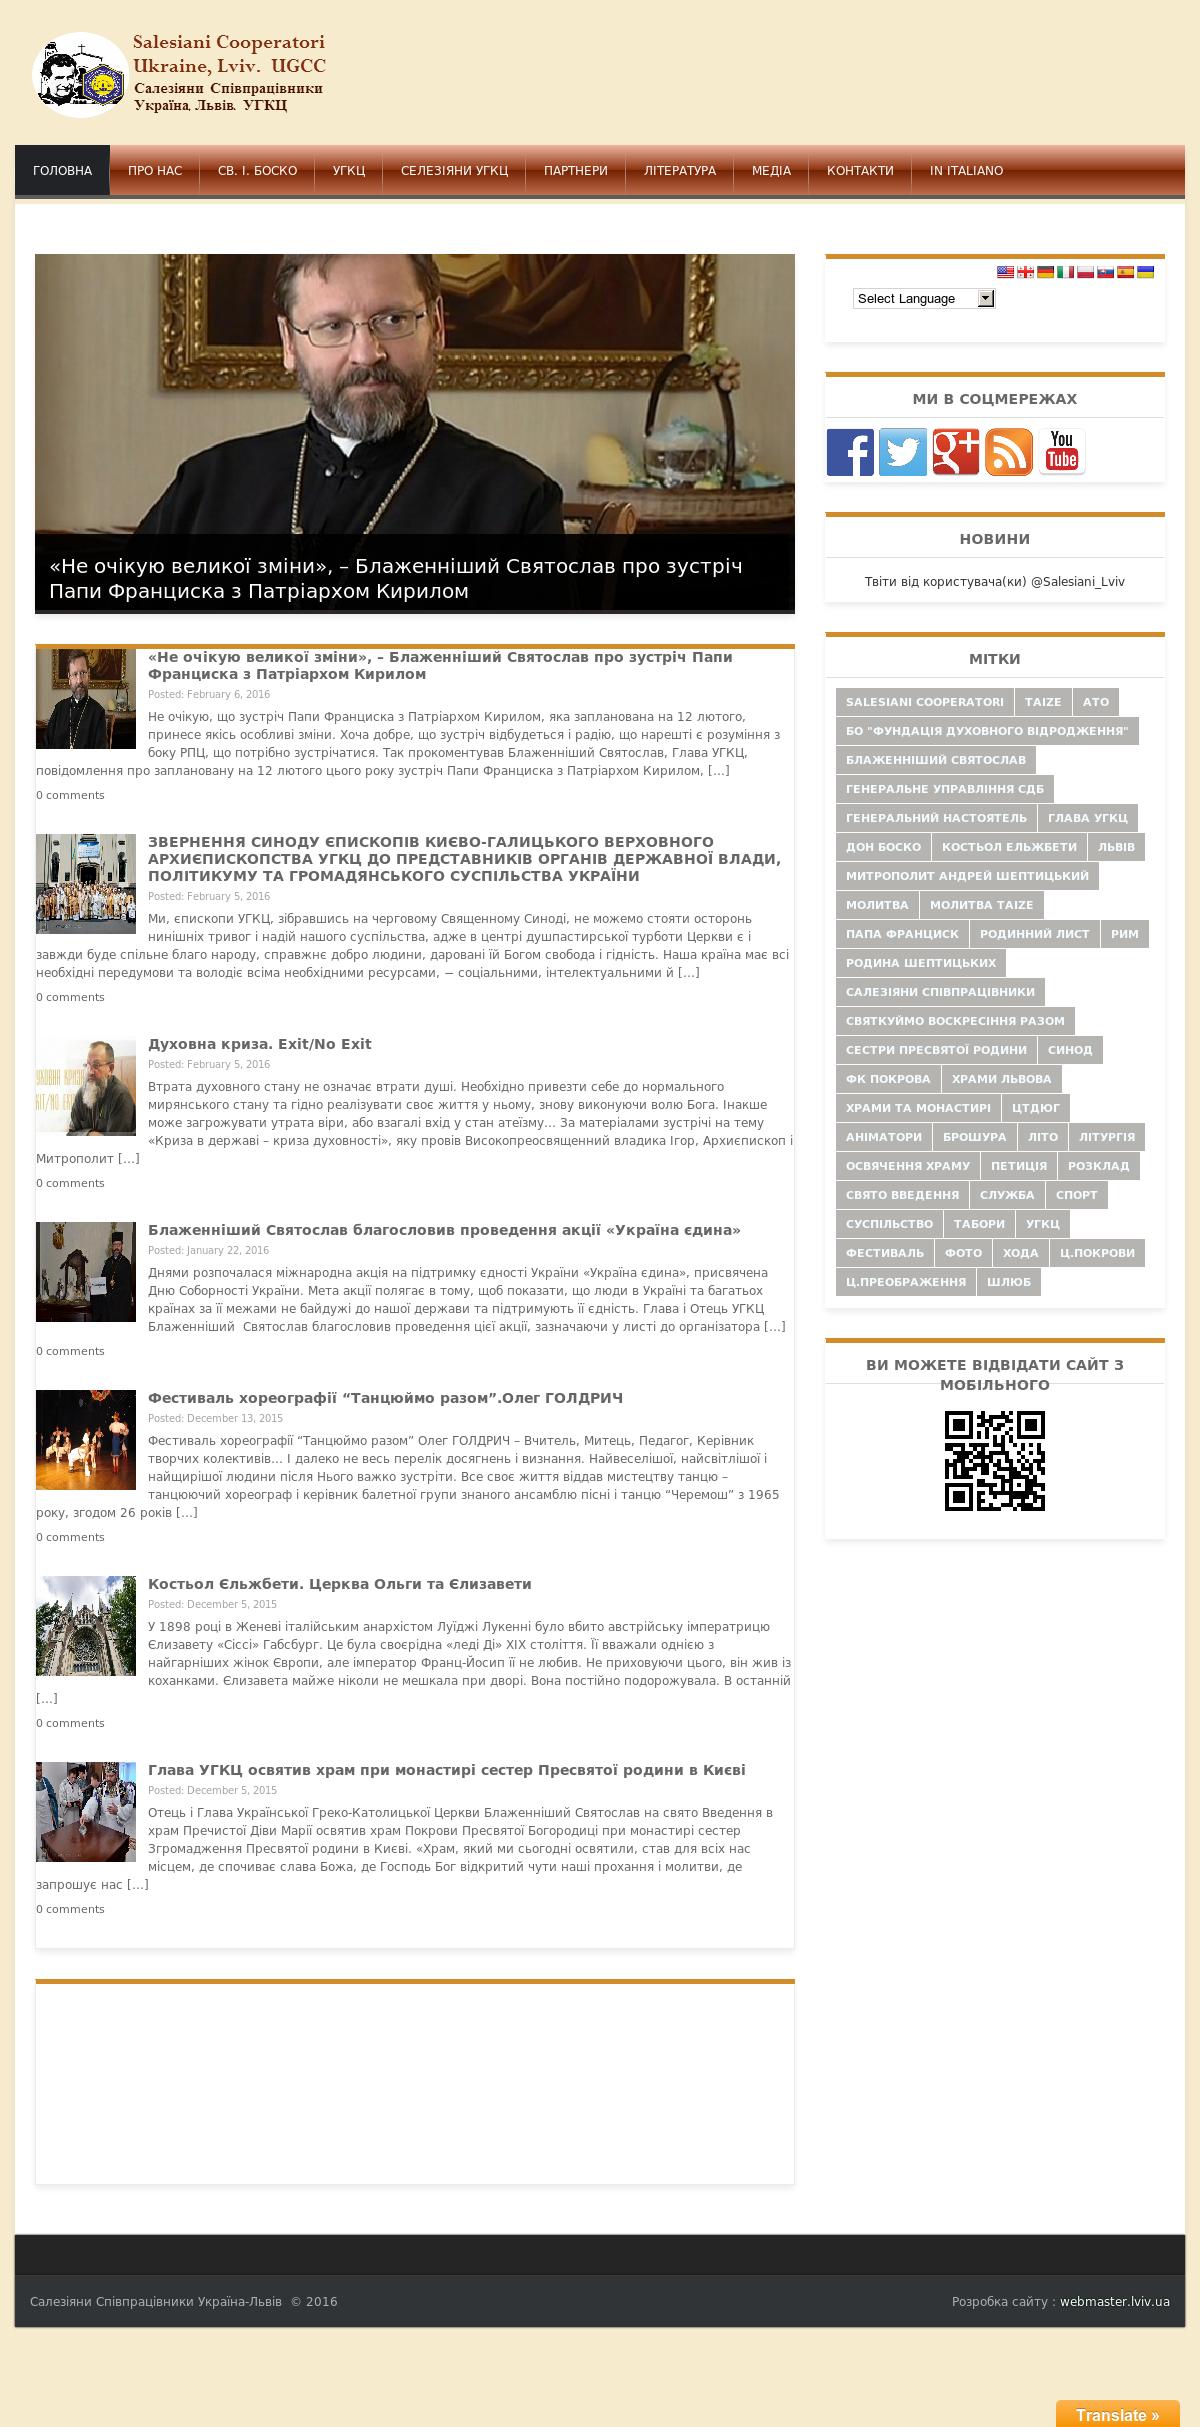 Salesiani Cooperatori
Ukraine, Lviv. UGCC
Салезіяни Співпрацівники
Україна. Львів. УГКЦ
ГОЛОВНА ПРО НАС СВ. І. БОСКО УГКЦ СЕЛЕЗІЯНИ УГКЦ ПАРТНЕРИ ЛІТЕРАТУРА МЕДІА КОНТАКТИ IN ITALIANO
«Не очікую великої зміни», – Блаженніший Святослав про зустріч
Папи Франциска з Патріархом Кирилом
«Не очікую великої зміни», – Блаженніший Святослав про зустріч Папи
Франциска з Патріархом Кирилом
Posted: February 6, 2016
Не очікую, що зустріч Папи Франциска з Патріархом Кирилом, яка запланована на 12 лютого,
принесе якісь особливі зміни. Хоча добре, що зустріч відбудеться і радію, що нарешті є розуміння з
боку РПЦ, що потрібно зустрічатися. Так прокоментував Блаженніший Святослав, Глава УГКЦ,
повідомлення про заплановану на 12 лютого цього року зустріч Папи Франциска з Патріархом Кирилом, […]
0 comments
ЗВЕРНЕННЯ СИНОДУ ЄПИСКОПІВ КИЄВО-ГАЛИЦЬКОГО ВЕРХОВНОГО
АРХИЄПИСКОПСТВА УГКЦ ДО ПРЕДСТАВНИКІВ ОРГАНІВ ДЕРЖАВНОЇ ВЛАДИ,
ПОЛІТИКУМУ ТА ГРОМАДЯНСЬКОГО СУСПІЛЬСТВА УКРАЇНИ
Posted: February 5, 2016
Ми, єпископи УГКЦ, зібравшись на черговому Священному Синоді, не можемо стояти осторонь
нинішніх тривог і надій нашого суспільства, адже в центрі душпастирської турботи Церкви є і
завжди буде спільне благо народу, справжнє добро людини, даровані їй Богом свобода і гідність. Наша країна має всі
необхідні передумови та володіє всіма необхідними ресурсами, − соціальними, інтелектуальними й […]
0 comments
Духовна криза. Exit/No Exit
Posted: February 5, 2016
Втрата духовного стану не означає втрати душі. Необхідно привезти себе до нормального
мирянського стану та гідно реалізувати своє життя у ньому, знову виконуючи волю Бога. Інакше
може загрожувати утрата віри, або взагалі вхід у стан атеїзму… За матеріалами зустрічі на тему
«Криза в державі – криза духовності», яку провів Високопреосвященний владика Ігор, Архиєпископ і
Митрополит […]
0 comments
Блаженніший Святослав благословив проведення акції «Україна єдина»
Posted: January 22, 2016
Днями розпочалася міжнародна акція на підтримку єдності України «Україна єдина», присвячена
Дню Соборності України. Мета акції полягає в тому, щоб показати, що люди в Україні та багатьох
країнах за її межами не байдужі до нашої держави та підтримують її єдність. Глава і Отець УГКЦ
Блаженніший Святослав благословив проведення цієї акції, зазначаючи у листі до організатора […]
0 comments
Фестиваль хореографії “Танцюймо разом”.Олег ГОЛДРИЧ
Posted: December 13, 2015
Фестиваль хореографії “Танцюймо разом” Олег ГОЛДРИЧ – Вчитель, Митець, Педагог, Керівник
творчих колективів… І далеко не весь перелік досягнень і визнання. Найвеселішої, найсвітлішої і
найщирішої людини після Нього важко зустріти. Все своє життя віддав мистецтву танцю –
танцюючий хореограф і керівник балетної групи знаного ансамблю пісні і танцю “Черемош” з 1965
року, згодом 26 років […]
0 comments
Костьол Єльжбети. Церква Ольги та Єлизавети
Posted: December 5, 2015
У 1898 році в Женеві італійським анархістом Луїджі Лукенні було вбито австрійську імператрицю
Єлизавету «Сіссі» Габсбург. Це була своєрідна «леді Ді» XIX століття. Її вважали однією з
найгарніших жінок Європи, але імператор Франц-Йосип її не любив. Не приховуючи цього, він жив із
коханками. Єлизавета майже ніколи не мешкала при дворі. Вона постійно подорожувала. В останній
[…]
0 comments
Глава УГКЦ освятив храм при монастирі сестер Пресвятої родини в Києві
Posted: December 5, 2015
Отець і Глава Української Греко-Католицької Церкви Блаженніший Святослав на свято Введення в
храм Пречистої Діви Марії освятив храм Покрови Пресвятої Богородиці при монастирі сестер
Згромадження Пресвятої родини в Києві. «Храм, який ми сьогодні освятили, став для всіх нас
місцем, де спочиває слава Божа, де Господь Бог відкритий чути наші прохання і молитви, де
запрошує нас […]
0 comments
Select Language
МИ В СОЦМЕРЕЖАХ
You
Tube
НОВИНИ
Твіти від користувача(ки) @Salesiani_Lviv
МІТКИ
SALESIANI COOPERATORI TAIZE АТО
БО "ФУНДАЦІЯ ДУХОВНОГО ВІДРОДЖЕННЯ"
БЛАЖЕННІШИЙ СВЯТОСЛАВ
ГЕНЕРАЛЬНЕ УПРАВЛІННЯ СДБ
ГЕНЕРАЛЬНИЙ НАСТОЯТЕЛЬ ГЛАВА УГКЦ
ДОН БОСКО КОСТЬОЛ ЕЛЬЖБЕТИ ЛЬВІВ
МИТРОПОЛИТ АНДРЕЙ ШЕПТИЦЬКИЙ
МОЛИТВА МОЛИТВА TAIZE
ПАПА ФРАНЦИСК РОДИННИЙ ЛИСТ РИМ
РОДИНА ШЕПТИЦЬКИХ
САЛЕЗІЯНИ СПІВПРАЦІВНИКИ
СВЯТКУЙМО ВОСКРЕСІННЯ РАЗОМ
СЕСТРИ ПРЕСВЯТОЇ РОДИНИ СИНОД
ФК ПОКРОВА ХРАМИ ЛЬВОВА
ХРАМИ ТА МОНАСТИРІ ЦТДЮГ
АНІМАТОРИ БРОШУРА ЛІТО ЛІТУРГІЯ
ОСВЯЧЕННЯ ХРАМУ ПЕТИЦІЯ РОЗКЛАД
СВЯТО ВВЕДЕННЯ СЛУЖБА СПОРТ
СУСПІЛЬСТВО ТАБОРИ УГКЦ
ФЕСТИВАЛЬ ФОТО ХОДА Ц.ПОКРОВИ
Ц.ПРЕОБРАЖЕННЯ ШЛЮБ
ВИ МОЖЕТЕ ВІДВІДАТИ САЙТ З
МОБІЛЬНОГО
Салезіяни Співпрацівники Україна-Львів © 2016
Розробка сайту : webmaster.lviv.ua
Translate »